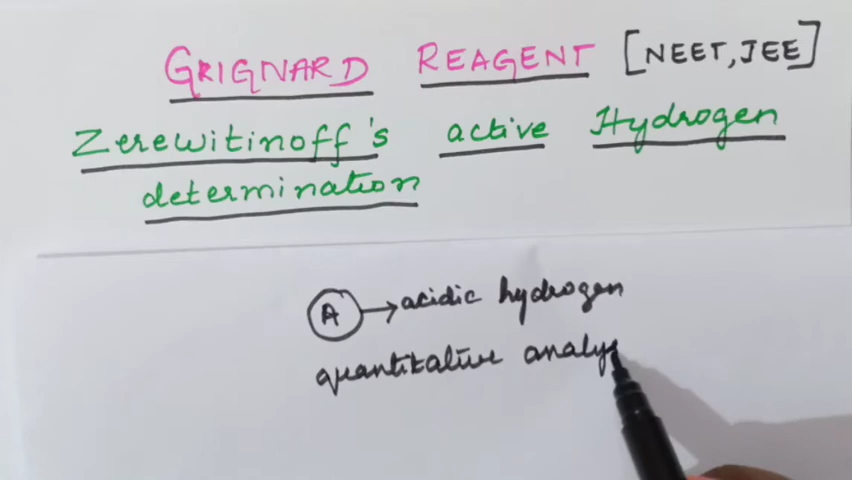 GRIGNARD REAGENT [NEET, JEE]
Zerewitinoff's active Hydrogen
determination
A → acidic hydrogen
quantitative analys